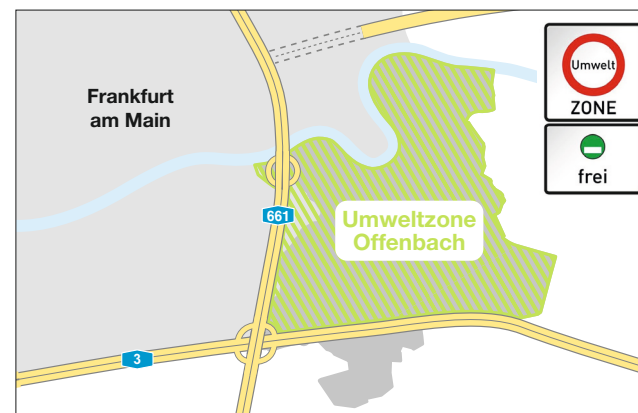 Frankfurt
am Main
Umwelt
ZONE
frei
661
Umweltzone
Offenbach
3